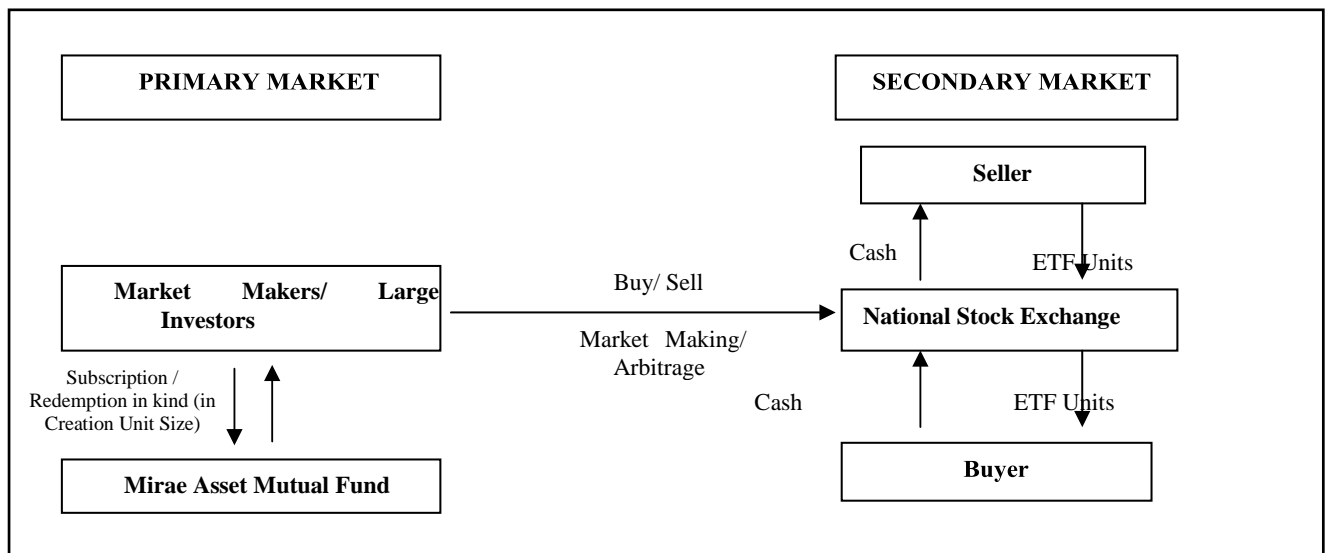 PRIMARY MARKET
SECONDARY MARKET
Seller
Cash
ETF Units
Market Makers/ Large
Investors
Buy/ Sell
National Stock Exchange
Market Making/
Arbitrage
Subscription /
Redemption in kind (in
Creation Unit Size)
Cash
ETF Units
Mirae Asset Mutual Fund
Buyer